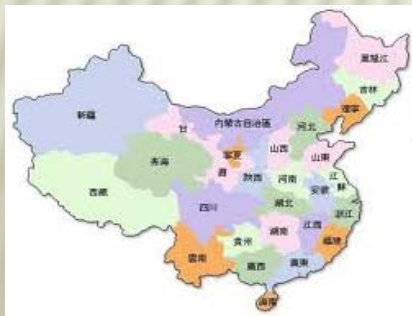 黑龍江
吉林
遼寧
內蒙古自治區
新疆
甘
肅
河北
寧夏
山西
山東
青海
陝西
河南
江
蘇
西藏
安徽
四川
湖北
浙江
湖南
江西
貴州
福建
雲南
廣西
廣東
海南